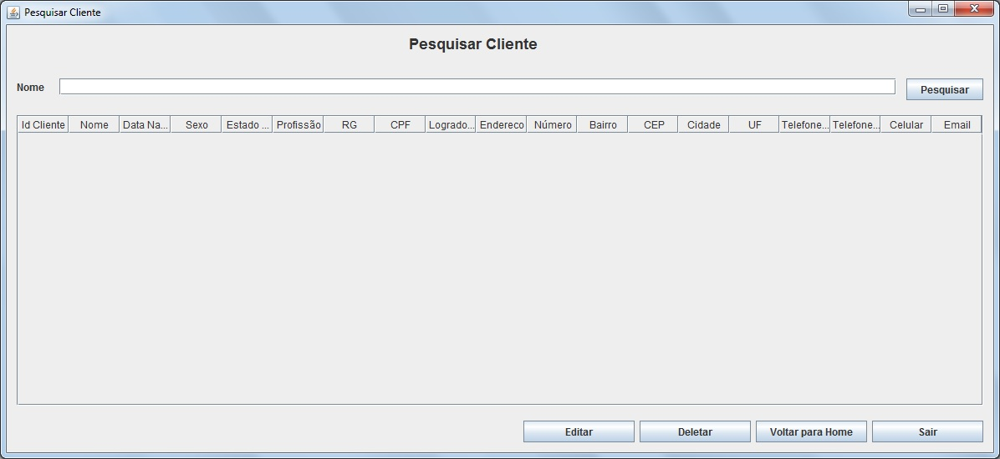 Pesquisar Cliente
Pesquisar Cliente
Nome Pesquisar
Id Cliente Nome Data Na... Sexo Estado ... Profissão RG CPF Logrado... Endereco Número Bairro CEP Cidade UF Telefone... Telefone... Celular Email
Editar Deletar Voltar para Home Sair